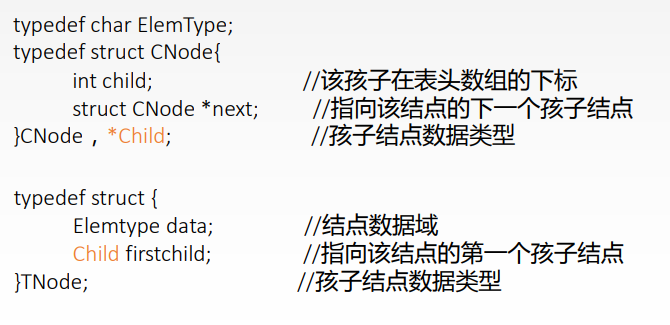 typedef char ElemType;
typedef struct CNode{
int child; //该孩子在表头数组的下标
struct CNode *next; //指向该结点的下一个孩子结点
}CNode , *Child; //孩子结点数据类型
typedef struct {
Elemtype data; //结点数据域
Child firstchild; //指向该结点的第一个孩子结点
}TNode; //孩子结点数据类型